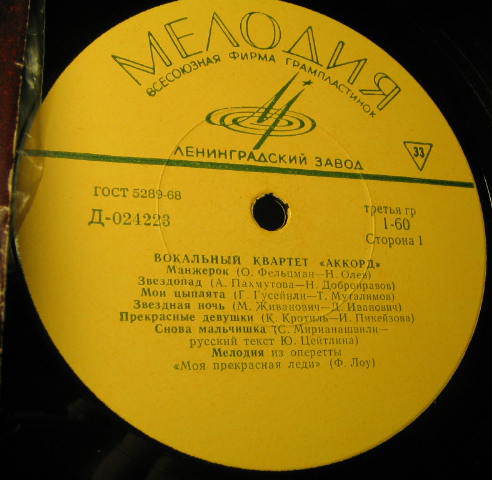 МЕЛОДИЯ
ВСЕСОЮЗНАЯ ФИРМА ГРАМПЛАСТИНОК
ЛЕНИНГРАДСКИЙ ЗАВОД
33
ГОСТ 5289-68
Д-024223
третья гр
1-60
Сторона 1
ВОКАЛЬНЫЙ КВАРТЕТ «АККОРД»
Манжерок (О. Фельцман—Н. Олев)
Звездопад (А. Пахмутова—Н. Добронравов)
Мои цыплята (Г. Гусейнли—Т. Муталимов)
Звездная ночь (М. Живанович—Д. Иванович)
Прекрасные девушки (К. Кротиль—И. Пикейзова)
Снова мальчишка (С. Мирианашвили—
русский текст Ю. Цейтлина)
Мелодия из оперетты
«Моя прекрасная леди» (Ф. Лоу)